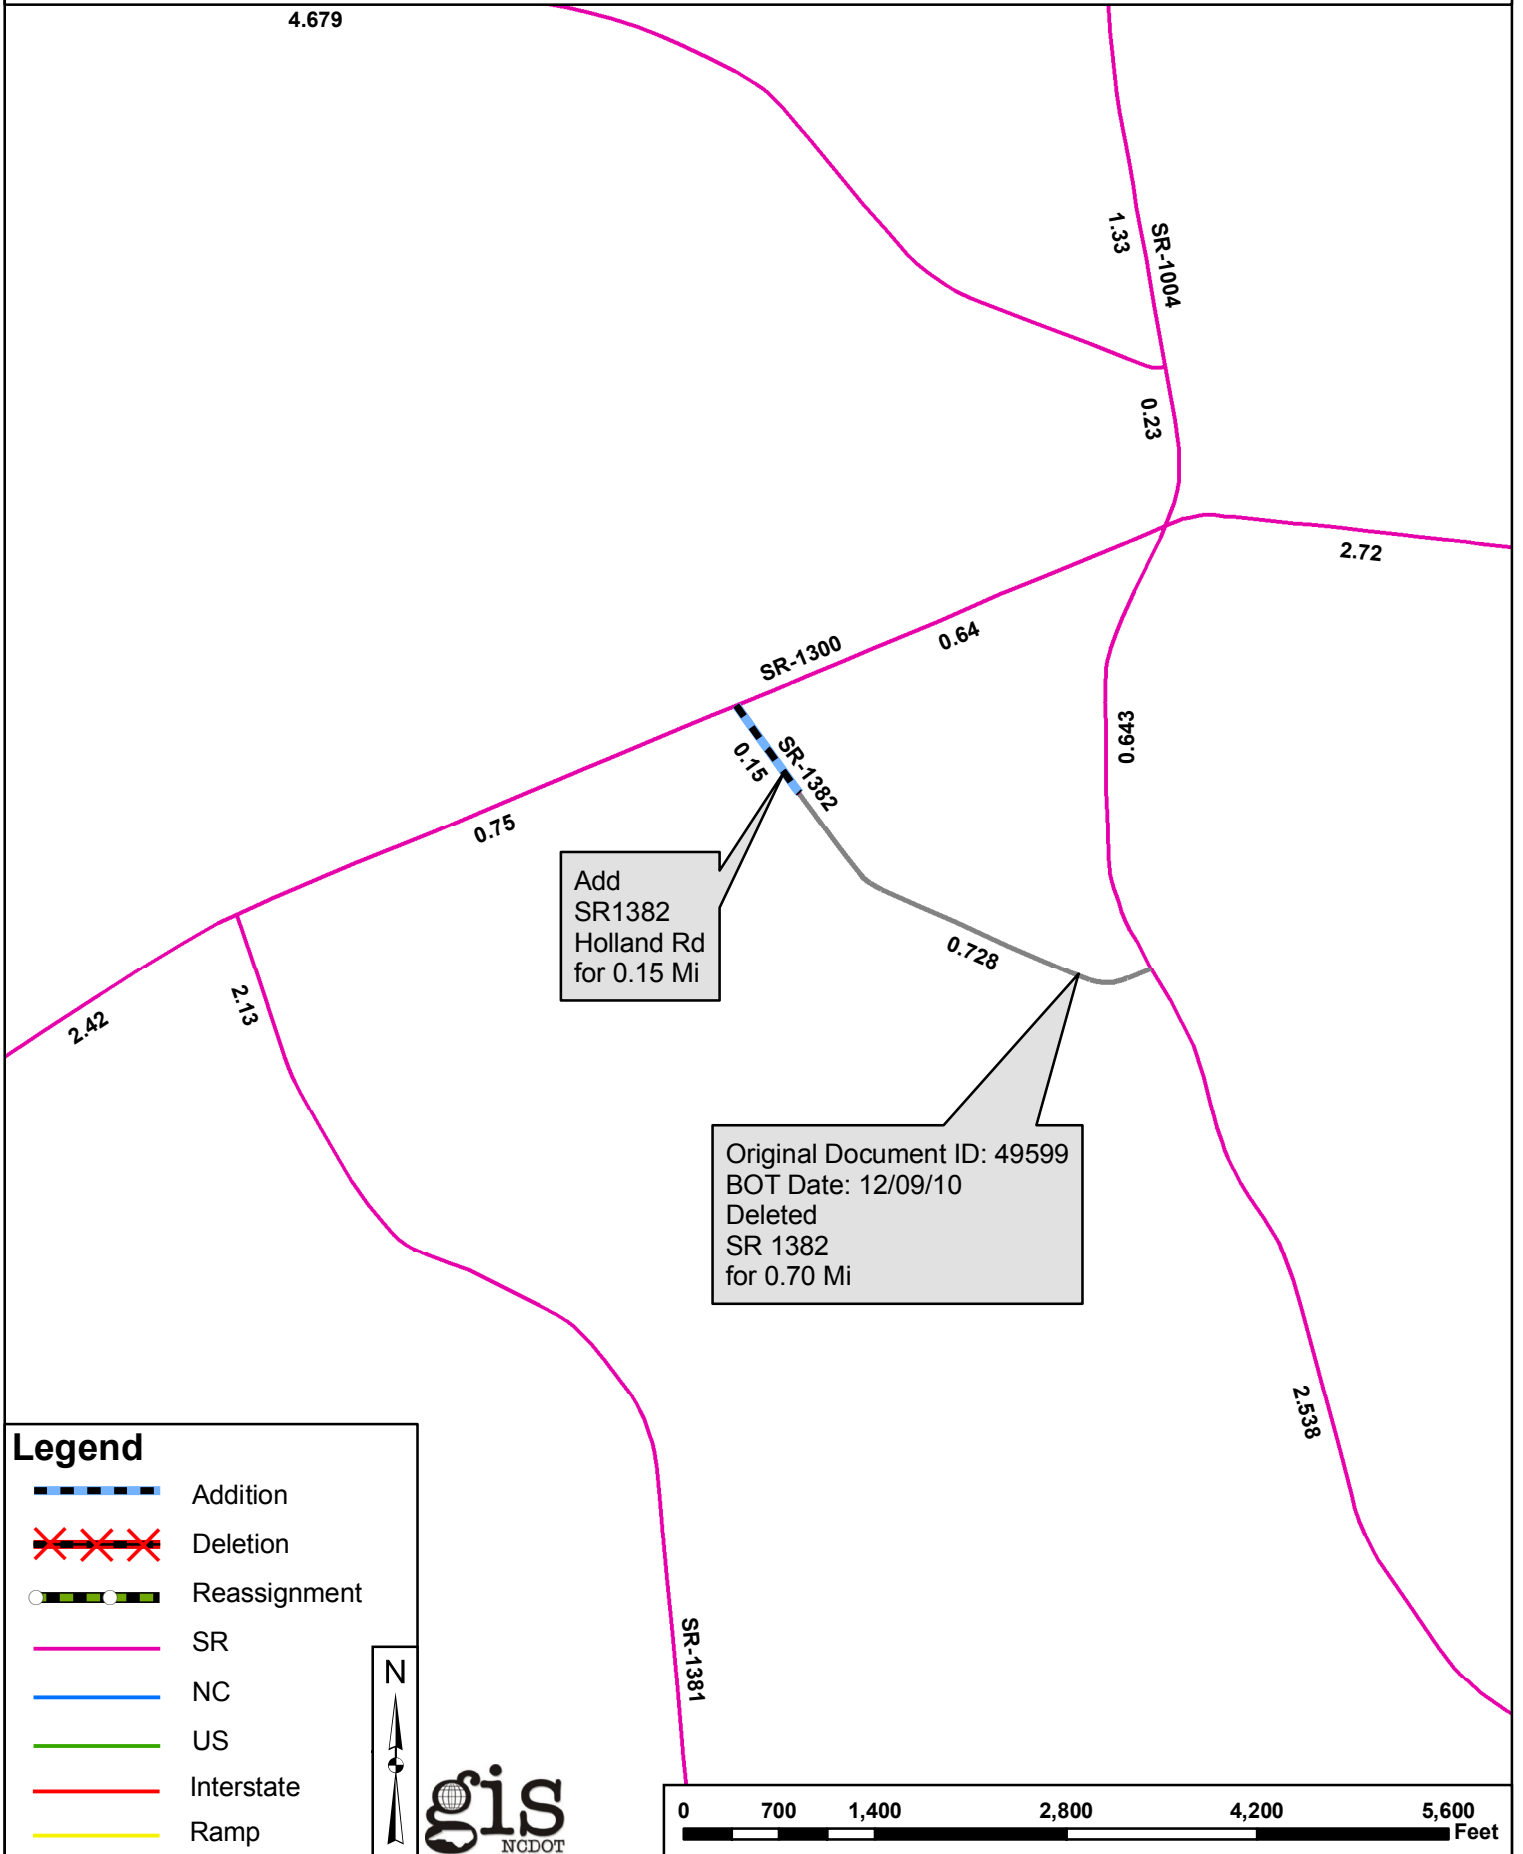 4.679
1.33
SR-1004
0.23
2.72
SR-1300
0.64
0.15
SR-1382
0.643
0.75
Add
SR1382
Holland Rd
for 0.15 Mi
0.728
2.42
2.13
Original Document ID: 49599
BOT Date: 12/09/10
Deleted
SR 1382
for 0.70 Mi
2.538
SR-1381
Legend
Addition
Deletion
Reassignment
SR
NC
US
Interstate
Ramp
N
gis
NCDOT
0 700 1,400 2,800 4,200 5,600
Feet